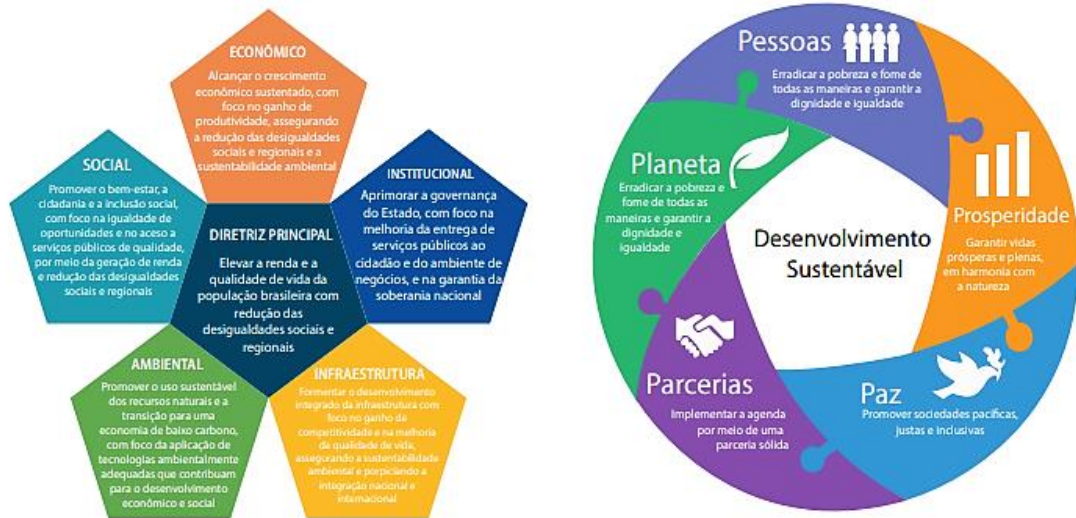 ECONÔMICO
Alcançar o crescimento
econômico sustentado, com
foco no ganho de
produtividade, assegurando
a redução das desigualdades
sociais e regionais e a
sustentabilidade ambiental
SOCIAL
Promover o bem-estar, a
cidadania e a inclusão social,
com foco na igualdade de
oportunidades e no aceso a
serviços públicos de qualidade,
por meio da geração de renda
e redução das desigualdades
sociais e regionais
INSTITUCIONAL
Aprimorar a governança
do Estado, com foco na
melhoria da entrega de
serviços públicos ao
cidadão e do ambiente de
negócios, e na garantia da
soberania nacional
DIRETRIZ PRINCIPAL
Elevar a renda e a
qualidade de vida da
população brasileira com
redução das
desigualdades sociais e
regionais
AMBIENTAL
Promover o uso sustentável
dos recursos naturais e a
transição para uma
economia de baixo carbono,
com foco da aplicação de
tecnologias ambientalmente
adequadas que contribuam
para o desenvolvimento
econômico e social
INFRAESTRUTURA
Formentar o desenvolvimento
integrado da infraestrutura com
foco no ganho de
competitividade e na melhoria
da qualidade de vida,
assegurando a sustentabilidade
ambiental e porpiciando a
integração nacional e
internacional
Pessoas
Erradicar a pobreza e fome de
todas as maneiras e garantir a
dignidade e igualdade
Planeta
Erradicar a pobreza e
fome de todas as
maneiras e garantir a
dignidade e
igualdade
Prosperidade
Garantir vidas
prósperas e plenas,
em harmonia com
a natureza
Desenvolvimento
Sustentável
Parcerias
Implementar a agenda
por meio de uma
parceria sólida
Paz
Promover sociedades pacíficas,
justas e inclusivas